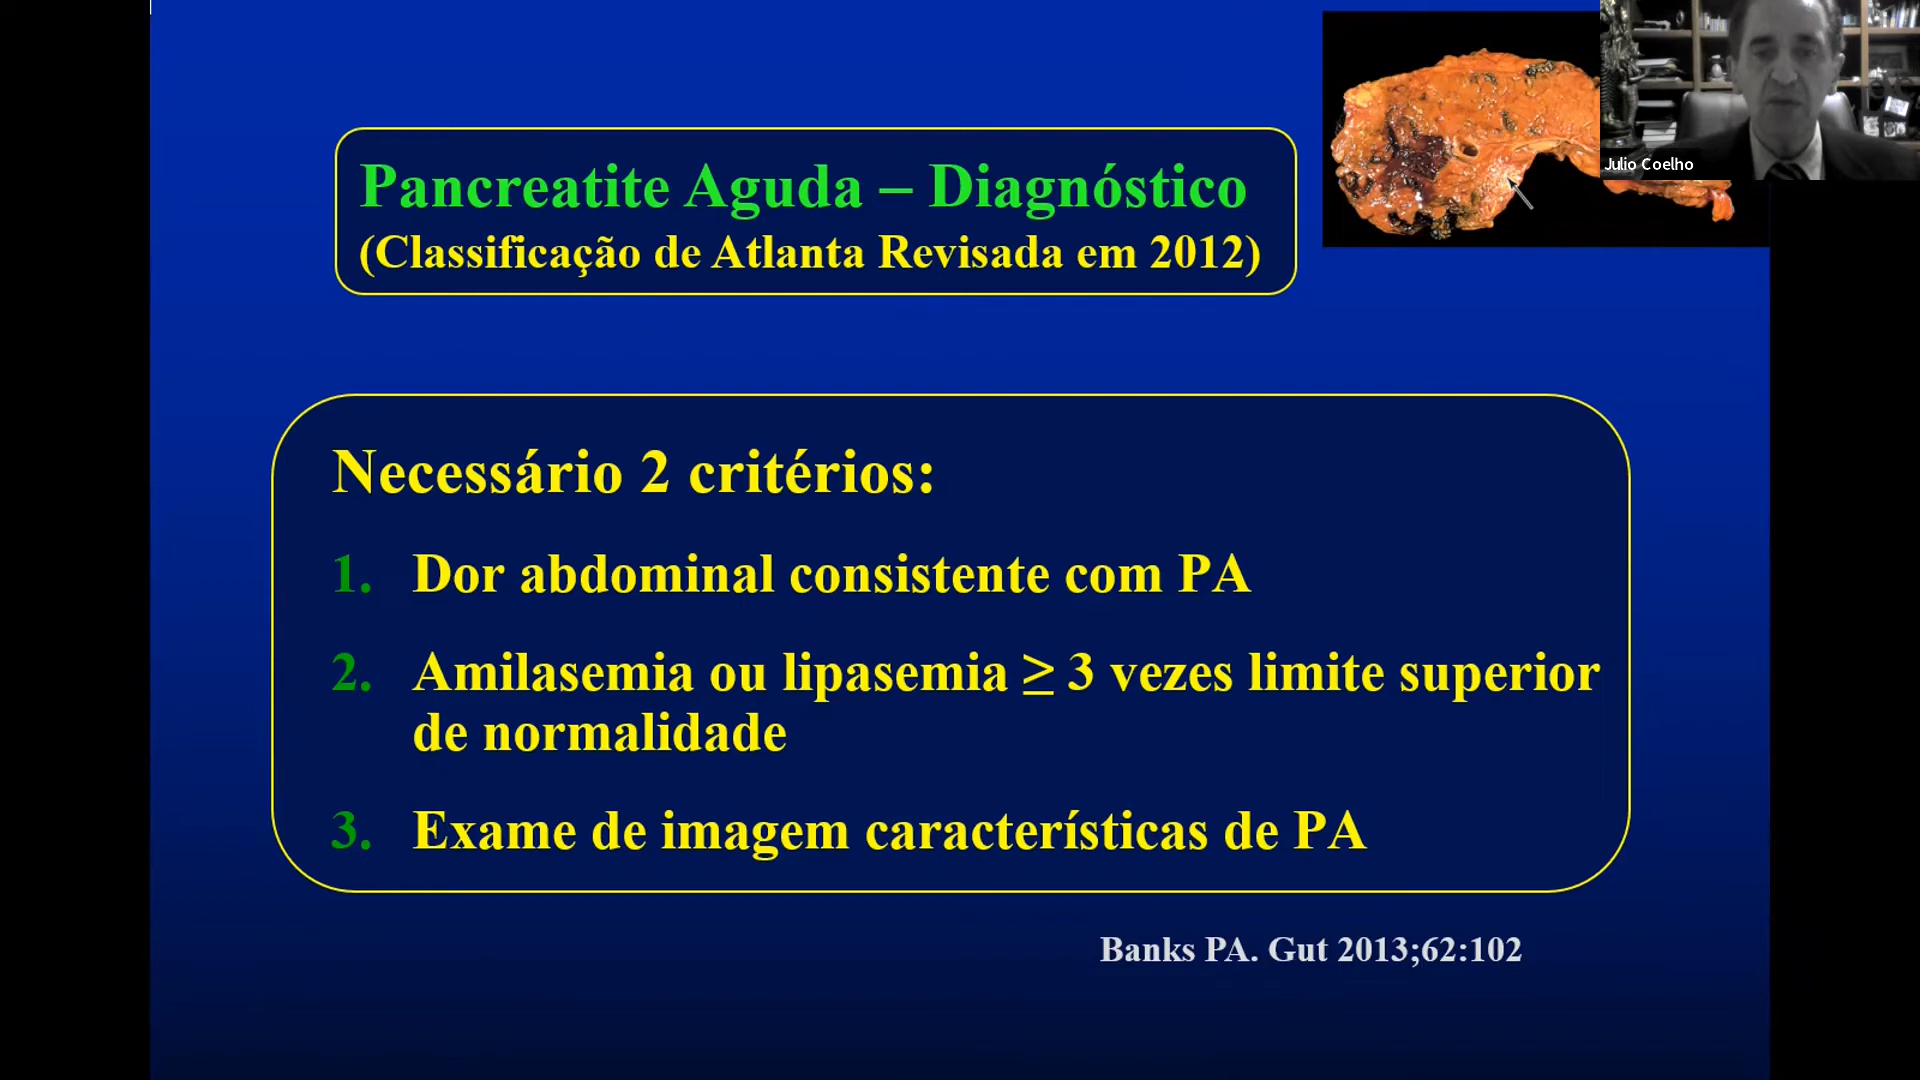 Julio Coelho
Pancreatite Aguda – Diagnóstico
(Classificação de Atlanta Revisada em 2012)
Necessário 2 critérios:
1. Dor abdominal consistente com PA
2. Amilasemia ou lipasemia ≥ 3 vezes limite superior
de normalidade
3. Exame de imagem características de PA
Banks PA. Gut 2013;62:102